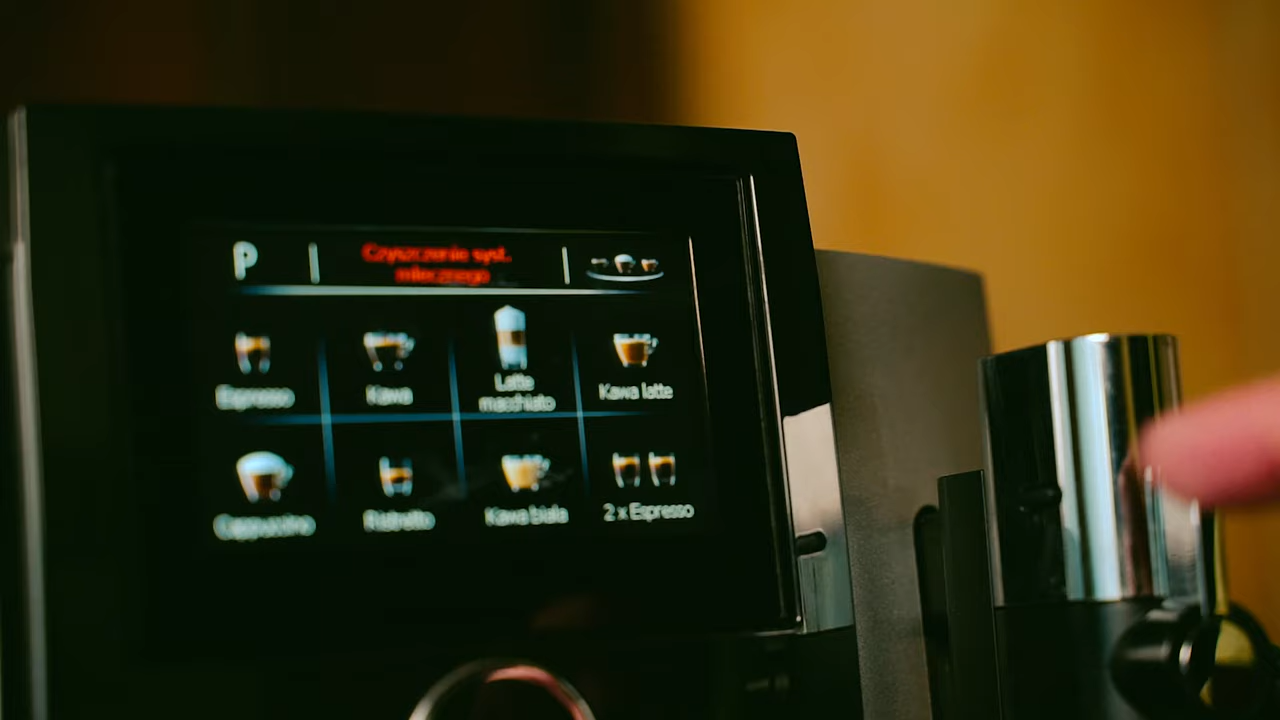 P
Czyszczenie syst.
mlecznego
Espresso
Kawa
Latte
macchiato
Kawa latte
Cappuccino
Ristretto
Kawa biała
2 x Espresso